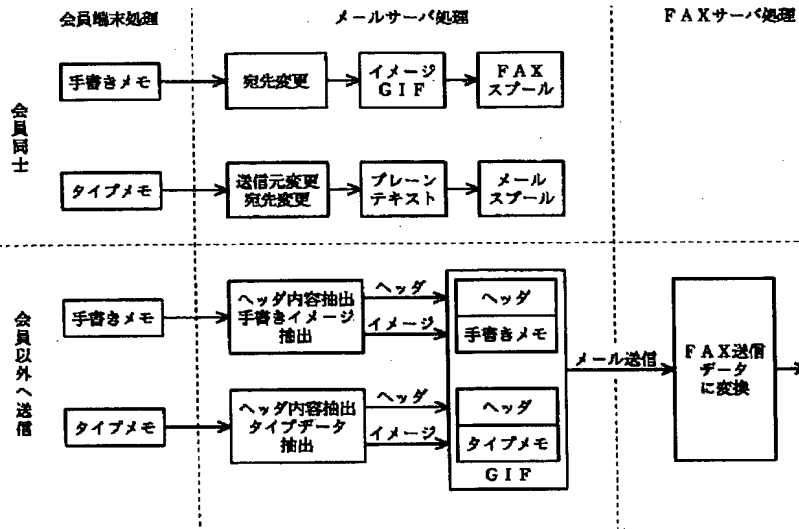 会員端末処理
メールサーバ処理
ＦＡＸサーバ処理
会員同士
手書きメモ
宛先変更
イメージ
ＧＩＦ
ＦＡＸ
スプール
タイプメモ
送信元変更
宛先変更
プレーン
テキスト
メール
スプール
会員以外へ送信
手書きメモ
ヘッダ内容抽出
手書きイメージ
抽出
ヘッダ
イメージ
ヘッダ
手書きメモ
タイプメモ
ヘッダ内容抽出
タイプデータ
抽出
ヘッダ
イメージ
ヘッダ
タイプメモ
ＧＩＦ
メール送信
ＦＡＸ送信
データ
に変換